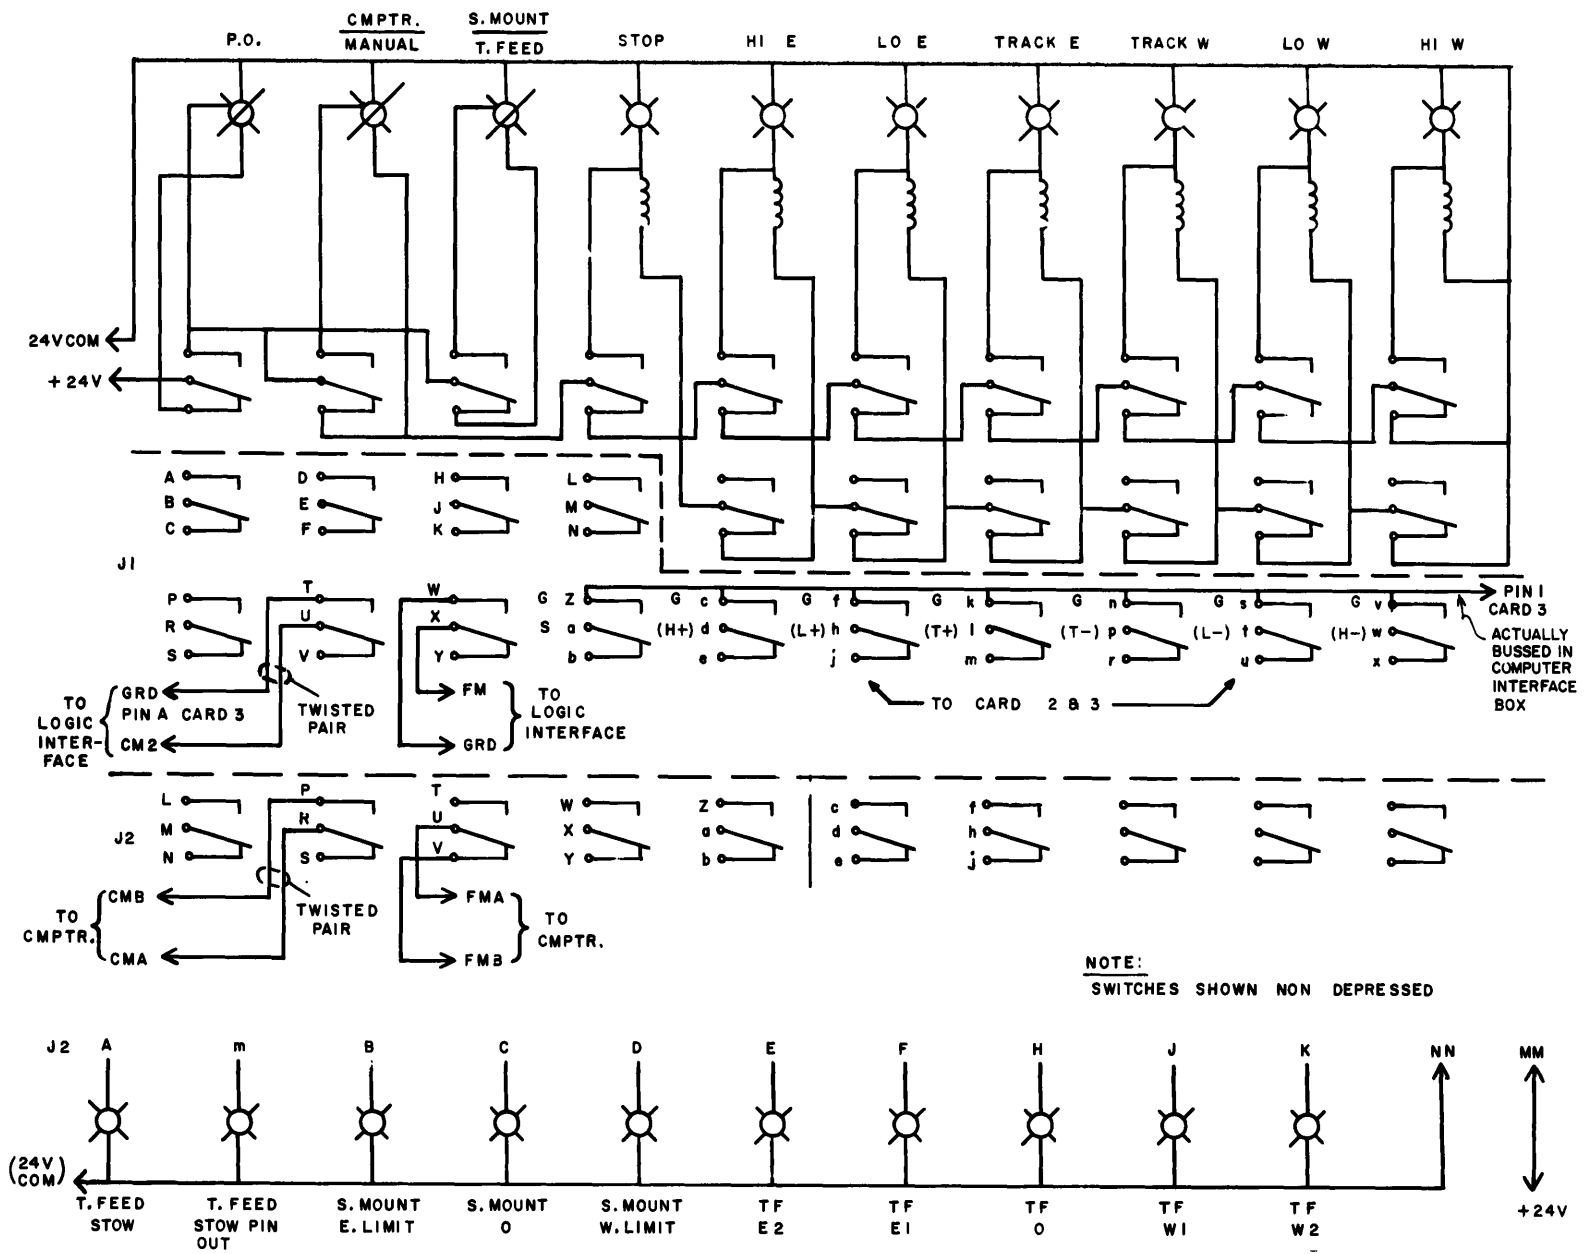 P.O.
CMPTR.
MANUAL
S. MOUNT
T. FEED
STOP
HI E
LO E
TRACK E
TRACK W
LO W
HI W
24V COM
+ 24V
J1
A
B
C
D
E
F
H
J
K
L
M
N
P
R
S
T
U
V
W
X
Y
G Z
S a
b
G c
(H+) d
e
G f
(L+) h
j
G k
(T+) l
m
G n
(T-) p
r
G s
(L-) t
u
G v
(H-) w
x
PIN 1
CARD 3
ACTUALLY
BUSSED IN
COMPUTER
INTERFACE
BOX
TO
LOGIC
INTER-
FACE
GRD
PIN A CARD 3
CM2
TWISTED
PAIR
FM
GRD
TO
LOGIC
INTERFACE
TO CARD 2 & 3
J2
L
M
N
P
R
S
T
U
V
W
X
Y
Z
a
b
c
d
e
f
h
j
TO
CMPTR.
CMB
CMA
TWISTED
PAIR
FMA
FMB
TO
CMPTR.
NOTE:
SWITCHES SHOWN NON DEPRESSED
J2 A m B C D E F H J K NN MM
(24V
COM)
T. FEED
STOW
T. FEED
STOW PIN
OUT
S. MOUNT
E. LIMIT
S. MOUNT
O
S. MOUNT
W. LIMIT
TF
E2
TF
E1
TF
O
TF
W1
TF
W2
+24V